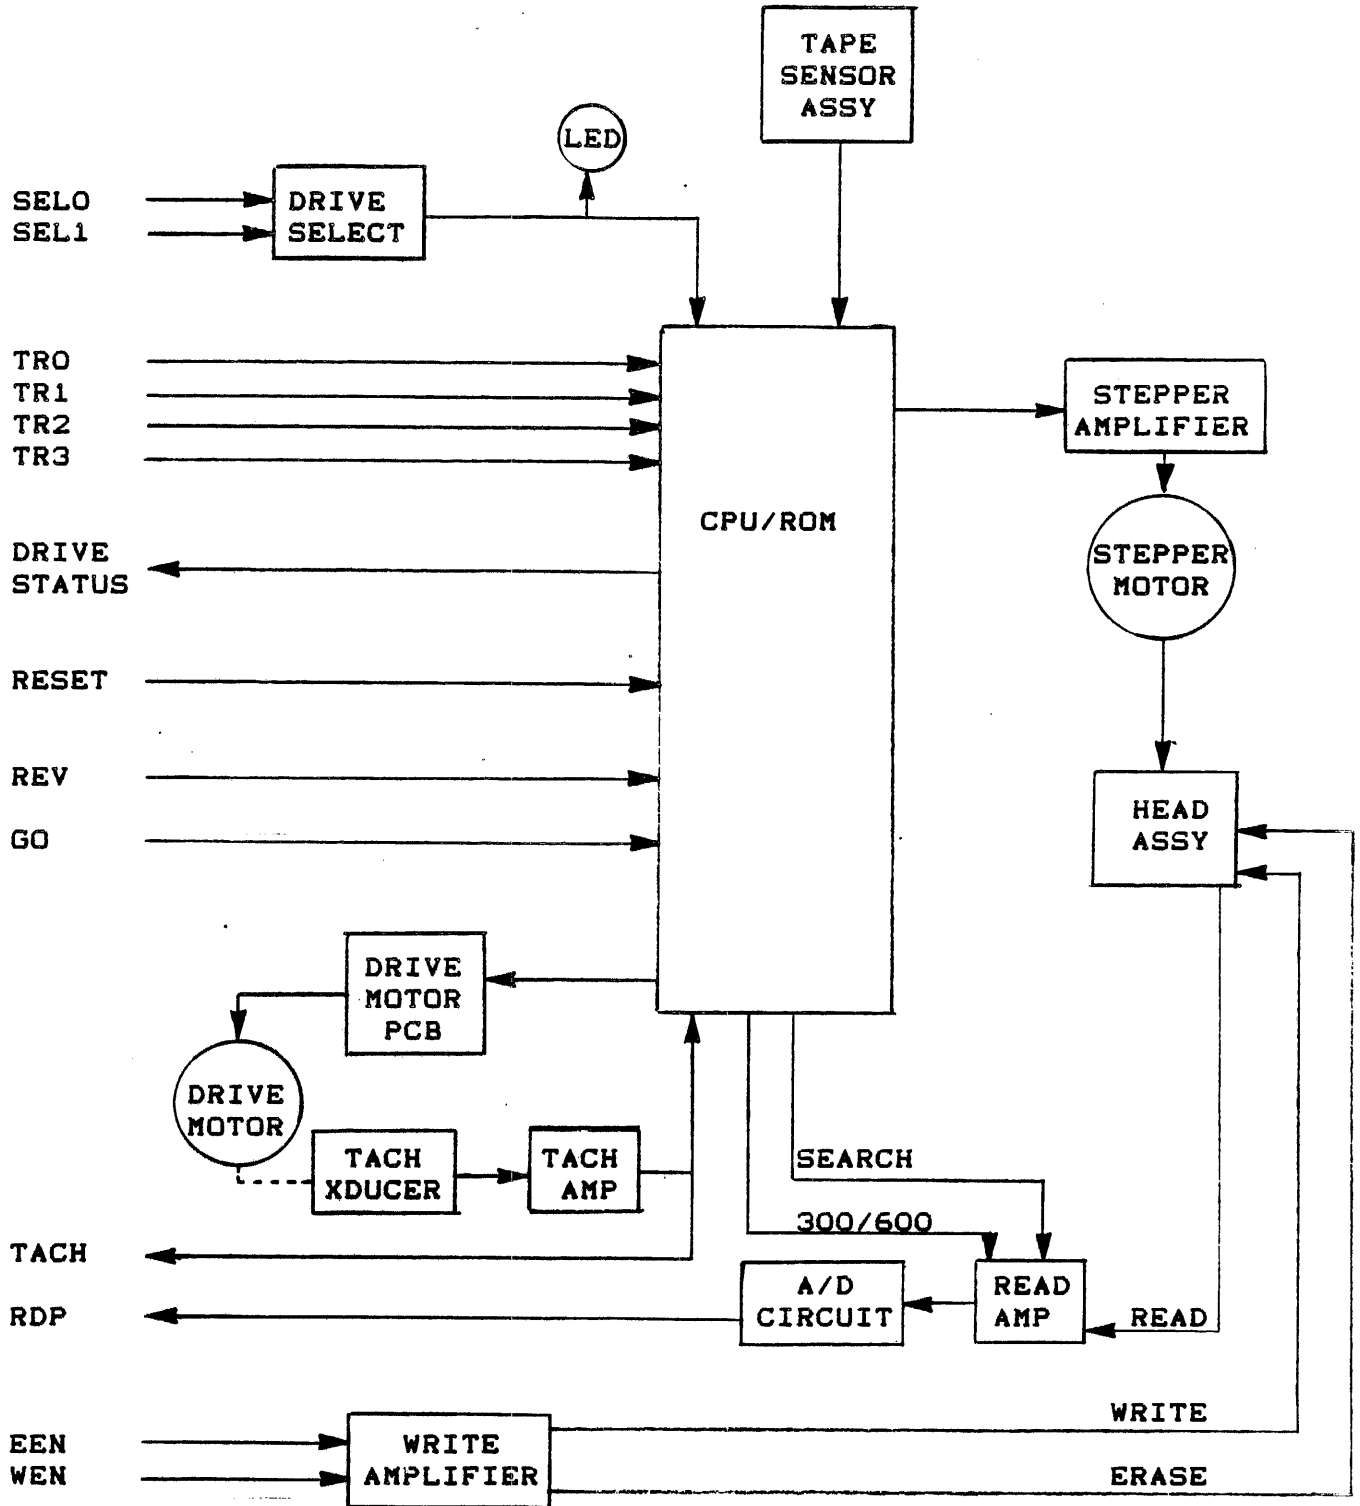 TAPE
SENSOR
ASSY
LED
SEL0
SEL1
DRIVE
SELECT
TR0
TR1
TR2
TR3
STEPPER
AMPLIFIER
CPU/ROM
DRIVE
STATUS
STEPPER
MOTOR
RESET
REV
GO
HEAD
ASSY
DRIVE
MOTOR
PCB
DRIVE
MOTOR
TACH
XDUCER
TACH
AMP
SEARCH
300/600
TACH
RDP
A/D
CIRCUIT
READ
AMP
READ
EEN
WEN
WRITE
AMPLIFIER
WRITE
ERASE